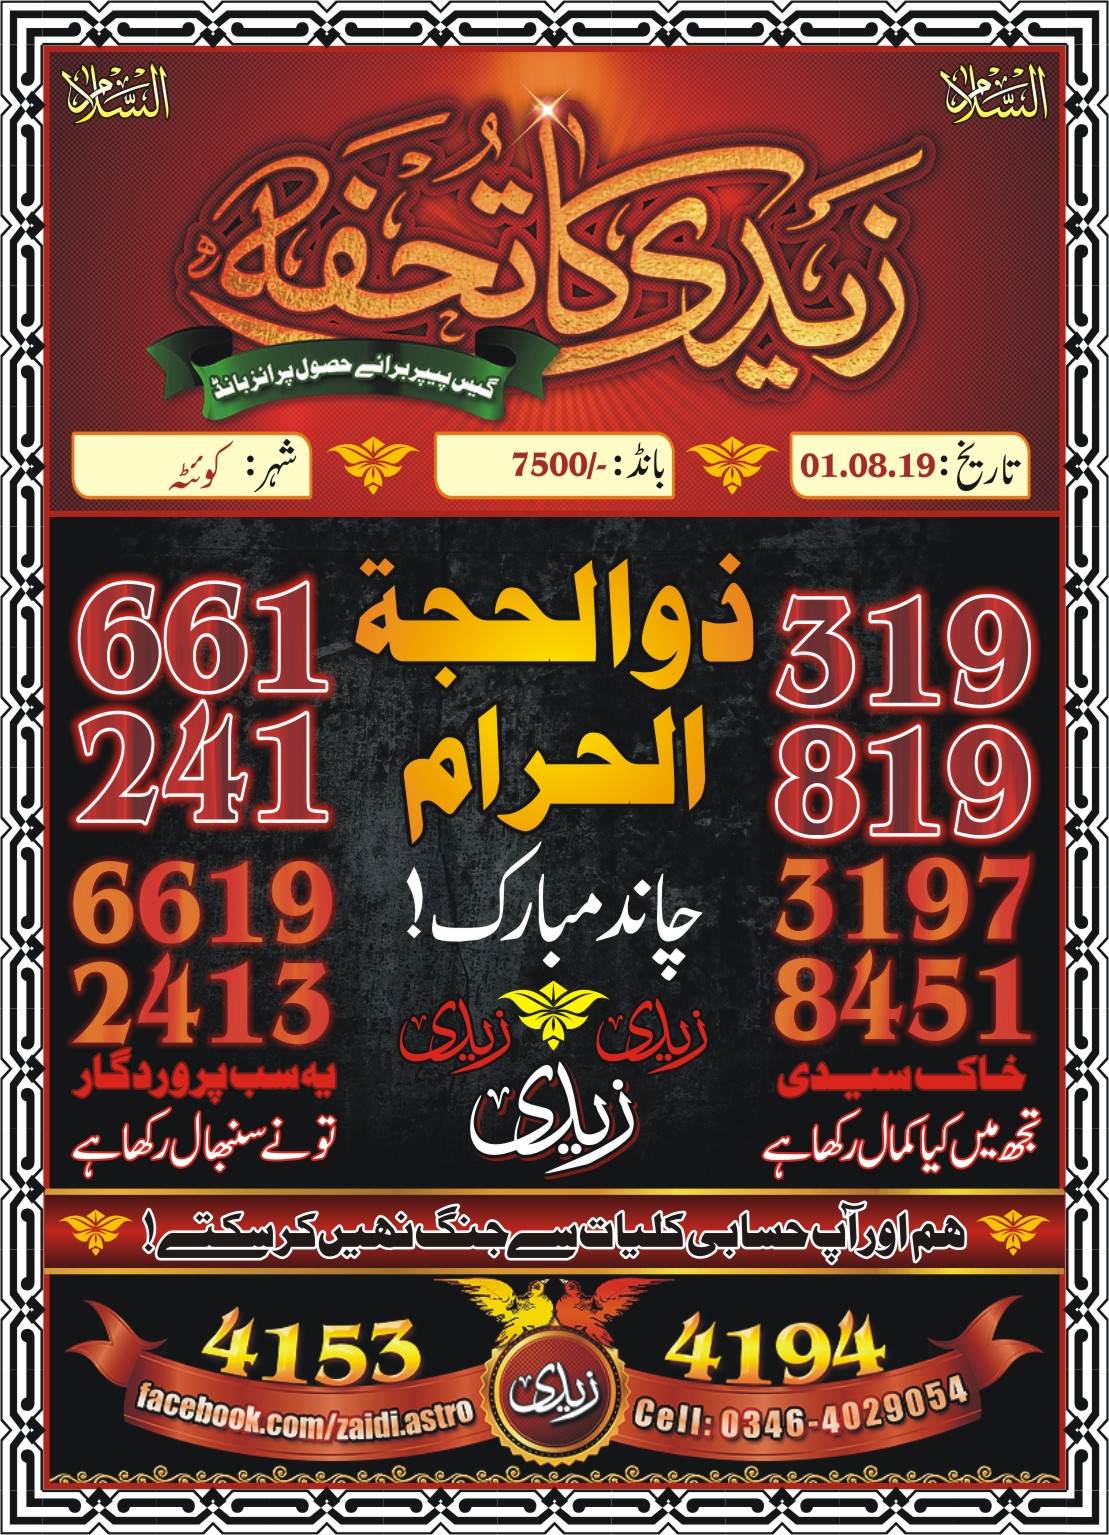 السلام
السلام
زیدی کا تحفہ
گیس پیپر برائے حصول پرائز بانڈ
تاریخ: 01.08.19
بانڈ: 7500/-
شہر: کوئٹہ
ذوالحجة
الحرام
چاند مبارک!
319
819
3197
8451
661
241
6619
2413
زیدی
زیدی
زیدی
خاک سیدی
تجھ میں کیا کمال رکھا ہے
یہ سب پروردگار
تو نے سنبھال رکھا ہے
ھم اور آپ حسابی کلیات سے جنگ نھیں کر سکتے!
4153
4194
facebook.com/zaidi.astro
زیدی
Cell: 0346-4029054